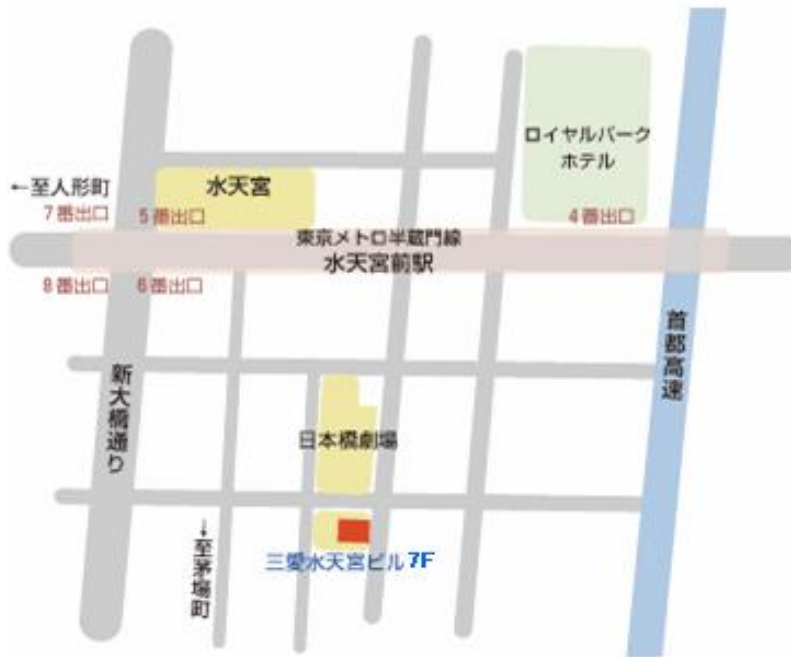 ロイヤルパーク
ホテル
水天宮
←至人形町
7番出口
5番出口
4番出口
東京メトロ半蔵門線
水天宮前駅
8番出口
6番出口
首都高速
新大橋通り
日本橋劇場
三愛水天宮ビル7F
→至茅場町